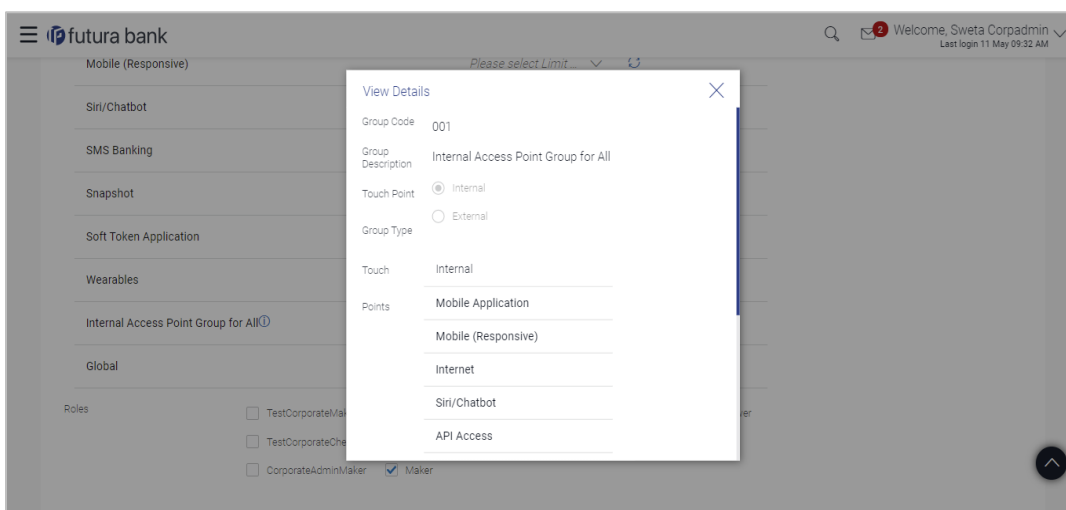 futura bank
2
Welcome, Sweta Corpadmin
Last login 11 May 09:32 AM
Mobile (Responsive)
Please select Limit ...
Siri/Chatbot
SMS Banking
Snapshot
Soft Token Application
Wearables
Internal Access Point Group for All
Global
Roles
TestCorporateMak
TestCorporateChe
CorporateAdminMaker
Maker
ver
View Details
Group Code
001
Group
Description
Internal Access Point Group for All
Touch Point
Internal
External
Group Type
Touch
Points
Internal
Mobile Application
Mobile (Responsive)
Internet
Siri/Chatbot
API Access